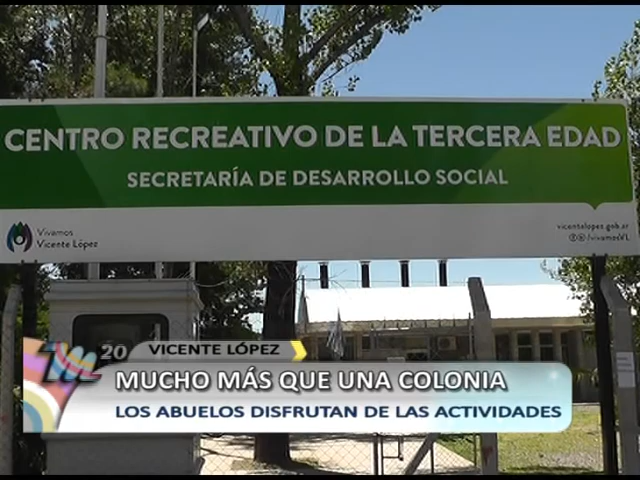 CENTRO RECREATIVO DE LA TERCERA EDAD
SECRETARÍA DE DESARROLLO SOCIAL
Vivamos
Vicente López
vicentelopez.gob.ar
/vivamosVL
20
VICENTE LÓPEZ
MUCHO MÁS QUE UNA COLONIA
LOS ABUELOS DISFRUTAN DE LAS ACTIVIDADES